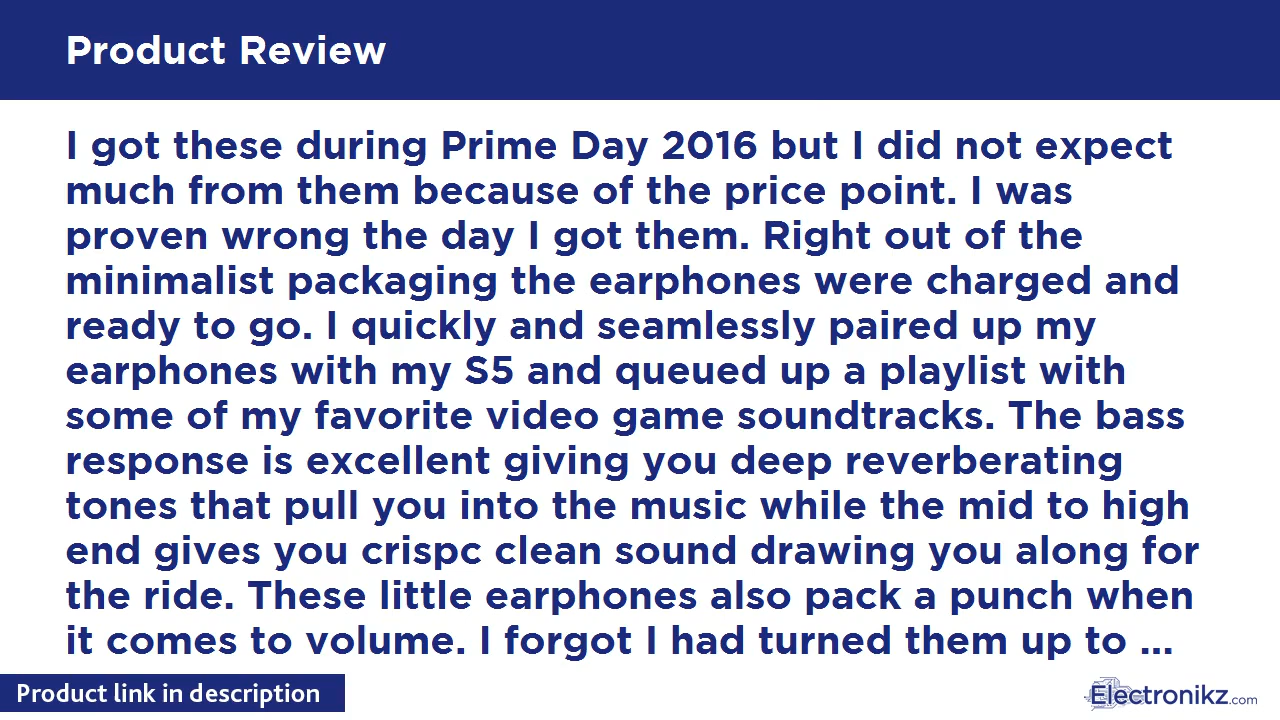 Product Review
I got these during Prime Day 2016 but I did not expect
much from them because of the price point. I was
proven wrong the day I got them. Right out of the
minimalist packaging the earphones were charged and
ready to go. I quickly and seamlessly paired up my
earphones with my S5 and queued up a playlist with
some of my favorite video game soundtracks. The bass
response is excellent giving you deep reverberating
tones that pull you into the music while the mid to high
end gives you crispc clean sound drawing you along for
the ride. These little earphones also pack a punch when
it comes to volume. I forgot I had turned them up to ...
Product link in description
Electronikz.com